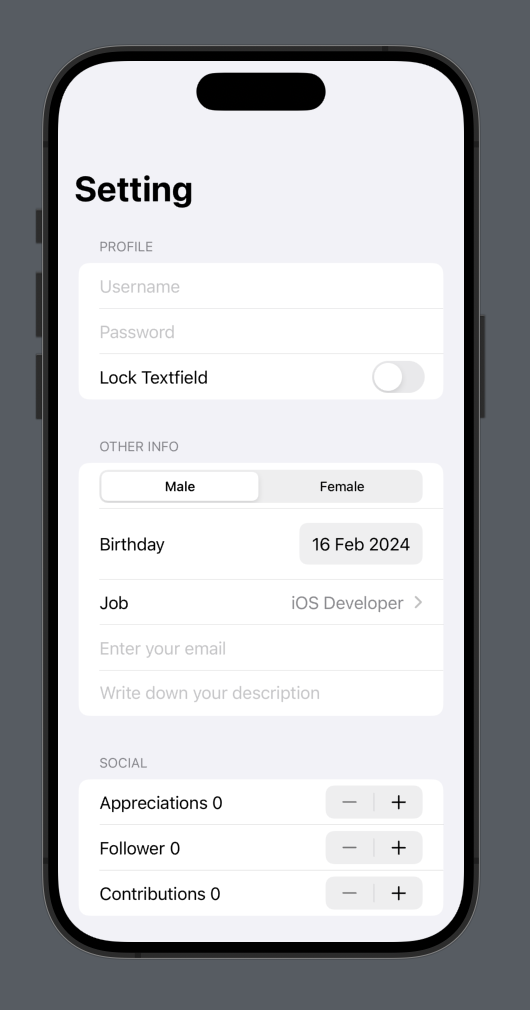 Setting
PROFILE
Username
Password
Lock Textfield
OTHER INFO
Male Female
Birthday 16 Feb 2024
Job iOS Developer
Enter your email
Write down your description
SOCIAL
Appreciations 0
Follower 0
Contributions 0